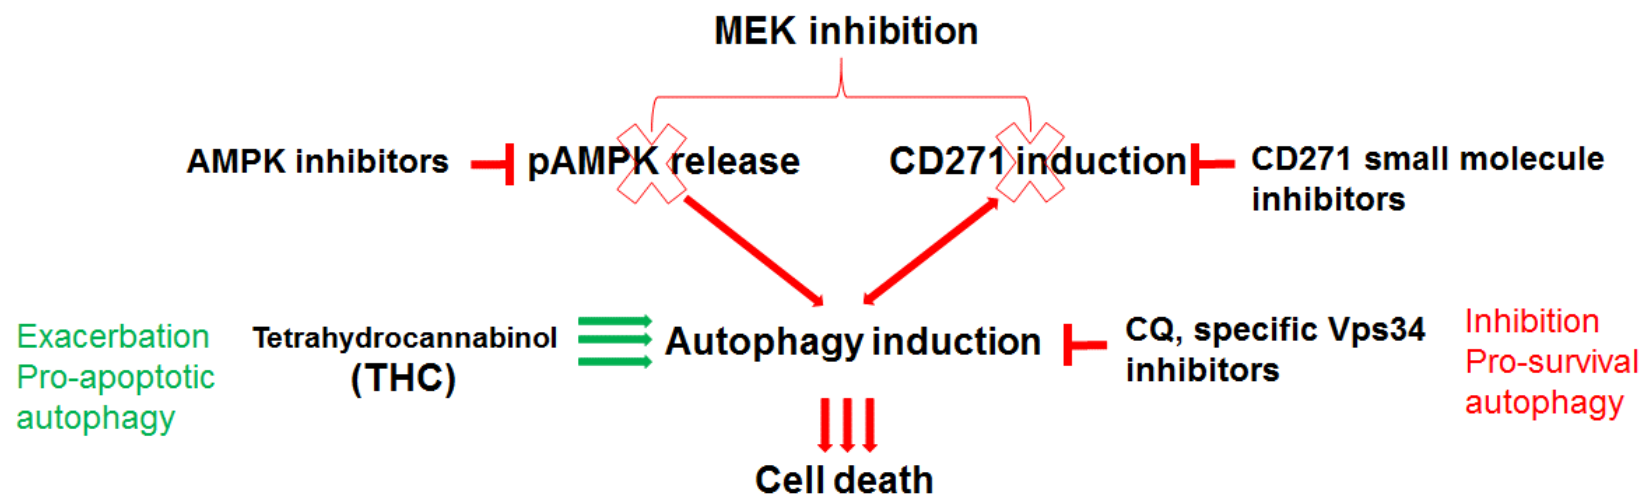 MEK inhibition
AMPK inhibitors
pAMPK release
CD271 induction
CD271 small molecule
inhibitors
Exacerbation
Pro-apoptotic
autophagy
Tetrahydrocannabinol
(THC)
Autophagy induction
CQ, specific Vps34
inhibitors
Inhibition
Pro-survival
autophagy
Cell death